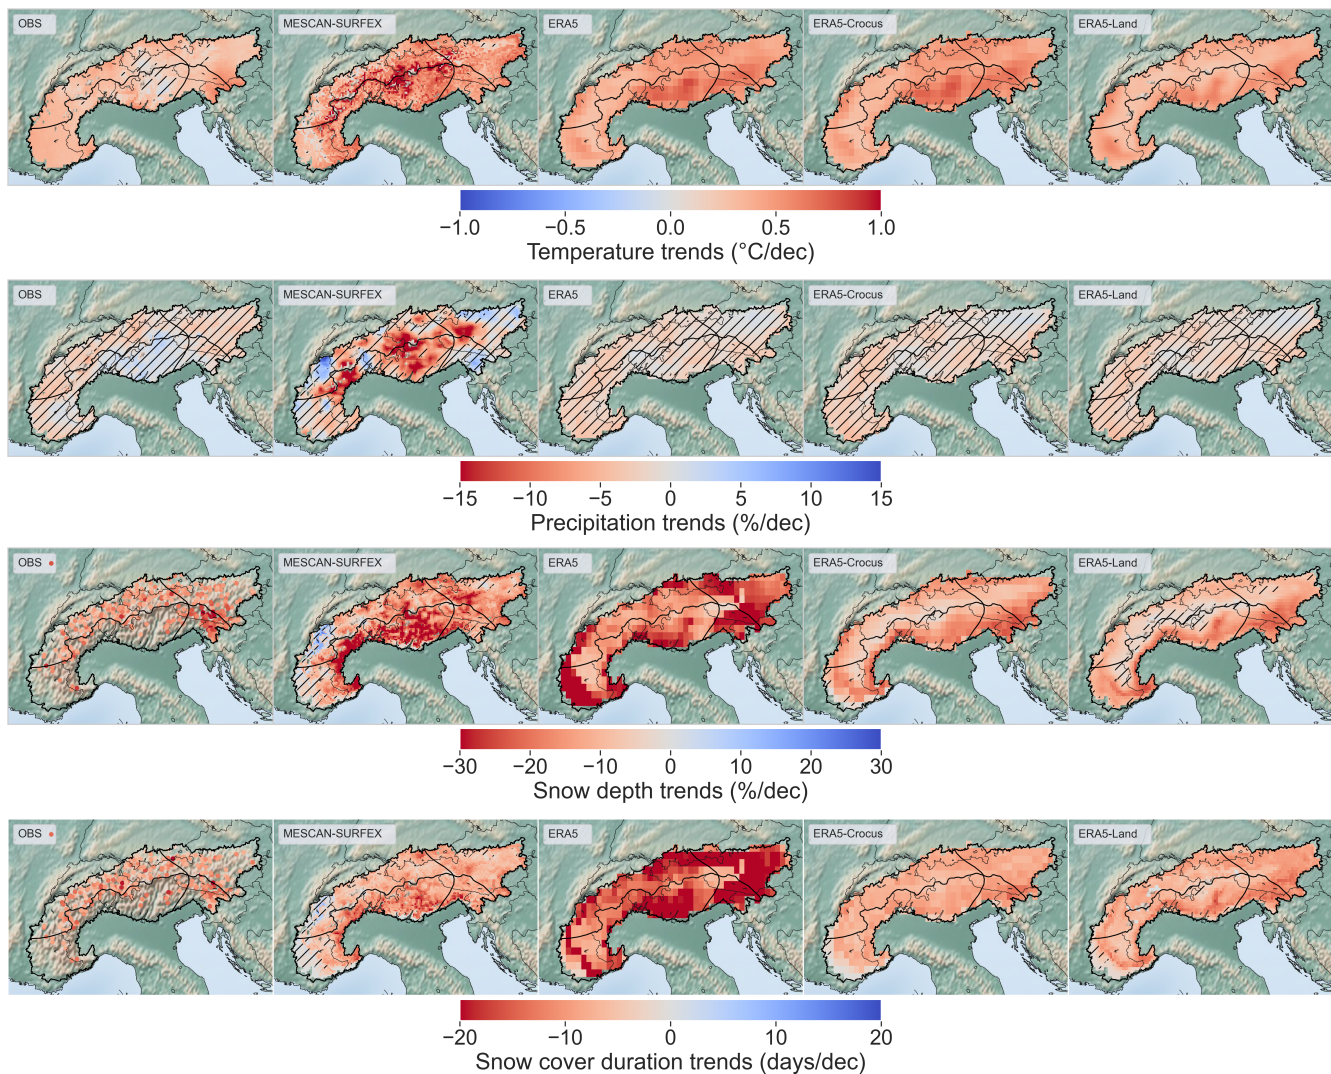 OBS MESCAN-SURFEX ERA5 ERA5-Crocus ERA5-Land
−1.0 −0.5 0.0 0.5 1.0
Temperature trends (°C/dec)
OBS MESCAN-SURFEX ERA5 ERA5-Crocus ERA5-Land
−15 −10 −5 0 5 10 15
Precipitation trends (%/dec)
OBS MESCAN-SURFEX ERA5 ERA5-Crocus ERA5-Land
−30 −20 −10 0 10 20 30
Snow depth trends (%/dec)
OBS MESCAN-SURFEX ERA5 ERA5-Crocus ERA5-Land
−20 −10 0 10 20
Snow cover duration trends (days/dec)